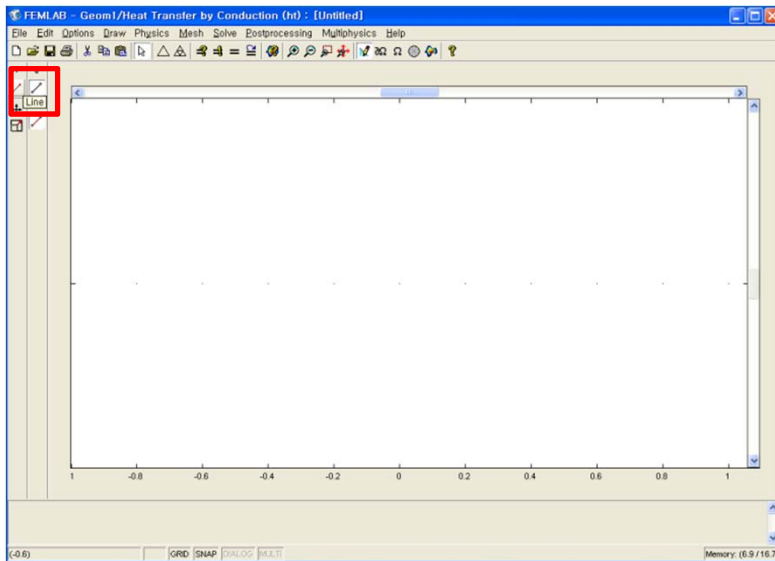 FEMLAB - Geom1/Heat Transfer by Conduction (ht) : [Untitled]
File Edit Options Draw Physics Mesh Solve Postprocessing Multiphysics Help
Line
1 -0.8 -0.6 -0.4 -0.2 0 0.2 0.4 0.6 0.8 1
(-0.6) GRID SNAP DIALOG MULTI Memory: (6.9 / 16.7